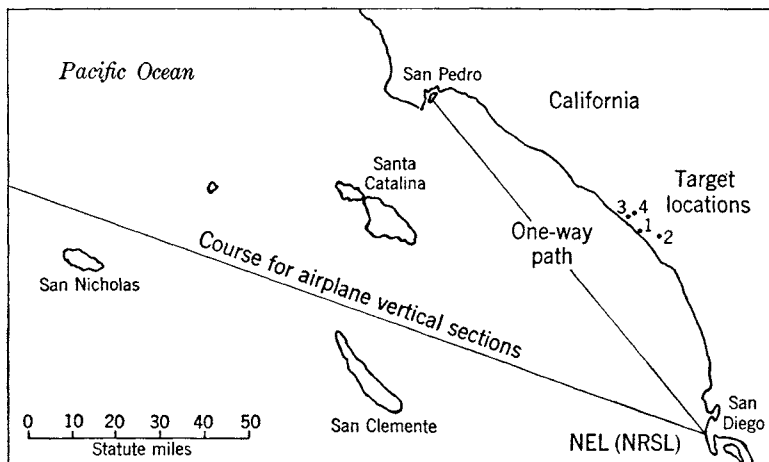 San Pedro
Pacific Ocean
California
Santa
Catalina
Target
locations
3 4
1
2
One-way
path
Course for airplane vertical sections
San Nicholas
San Clemente
San
Diego
NEL (NRSL)
0 10 20 30 40 50
Statute miles